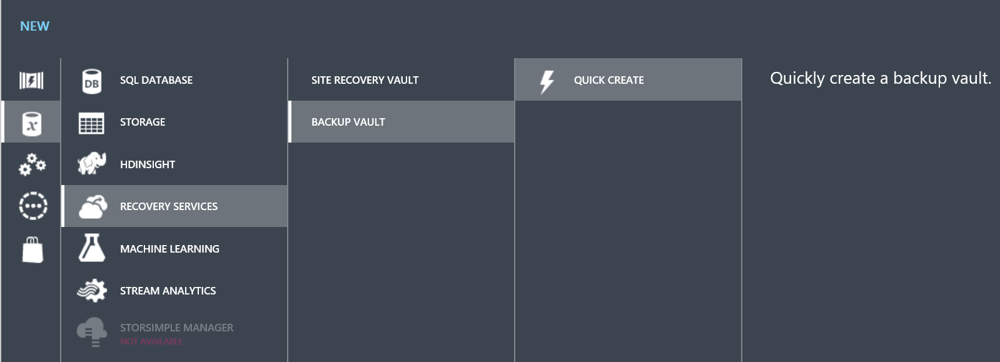 NEW
DB
x
SQL DATABASE
STORAGE
HDINSIGHT
RECOVERY SERVICES
MACHINE LEARNING
STREAM ANALYTICS
STORSIMPLE MANAGER
NOT AVAILABLE
SITE RECOVERY VAULT
BACKUP VAULT
QUICK CREATE
Quickly create a backup vault.